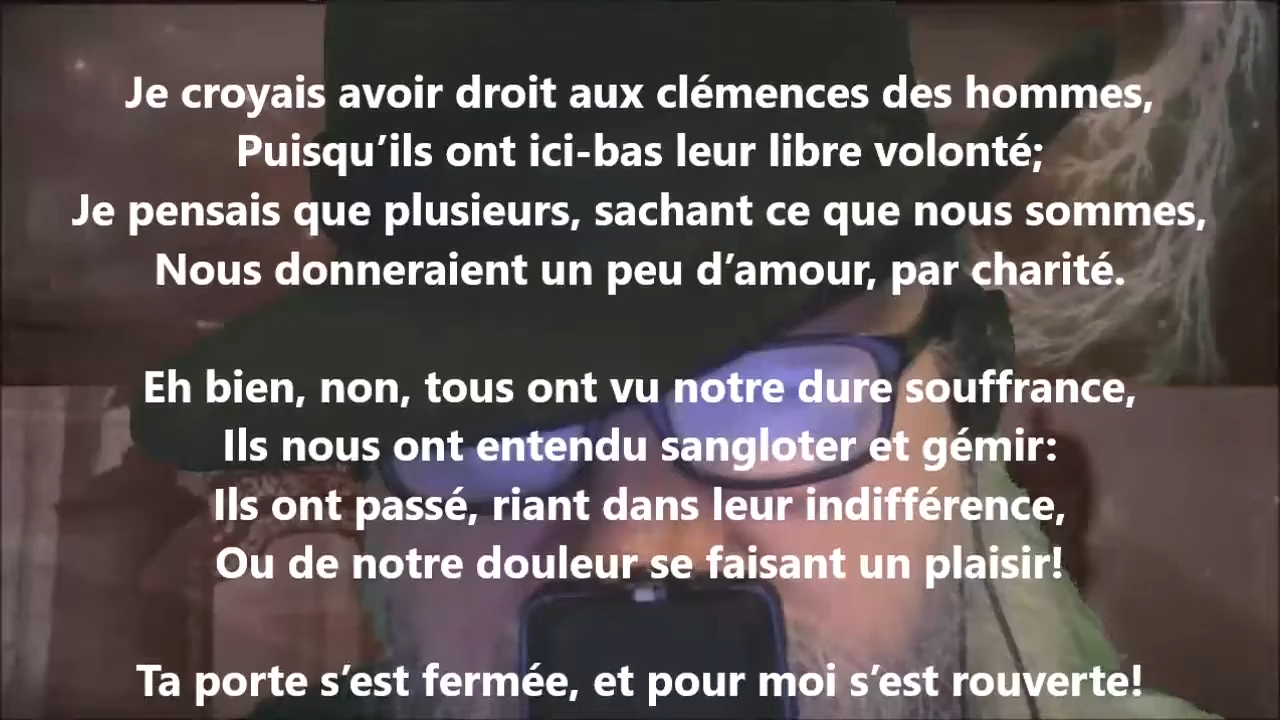 Je croyais avoir droit aux clémences des hommes,
Puisqu’ils ont ici-bas leur libre volonté;
Je pensais que plusieurs, sachant ce que nous sommes,
Nous donneraient un peu d’amour, par charité.
Eh bien, non, tous ont vu notre dure souffrance,
Ils nous ont entendu sangloter et gémir:
Ils ont passé, riant dans leur indifférence,
Ou de notre douleur se faisant un plaisir!
Ta porte s’est fermée, et pour moi s’est rouverte!